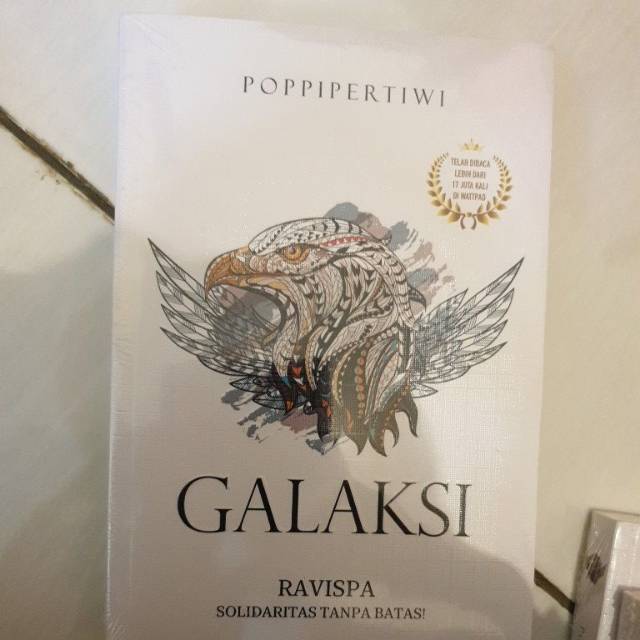 POPPIPERTIWI
TELAH DIBACA
LEBIH DARI
17 JUTA KALI
DI WATTPAD
GALAKSI
RAVISPA
SOLIDARITAS TANPA BATAS!